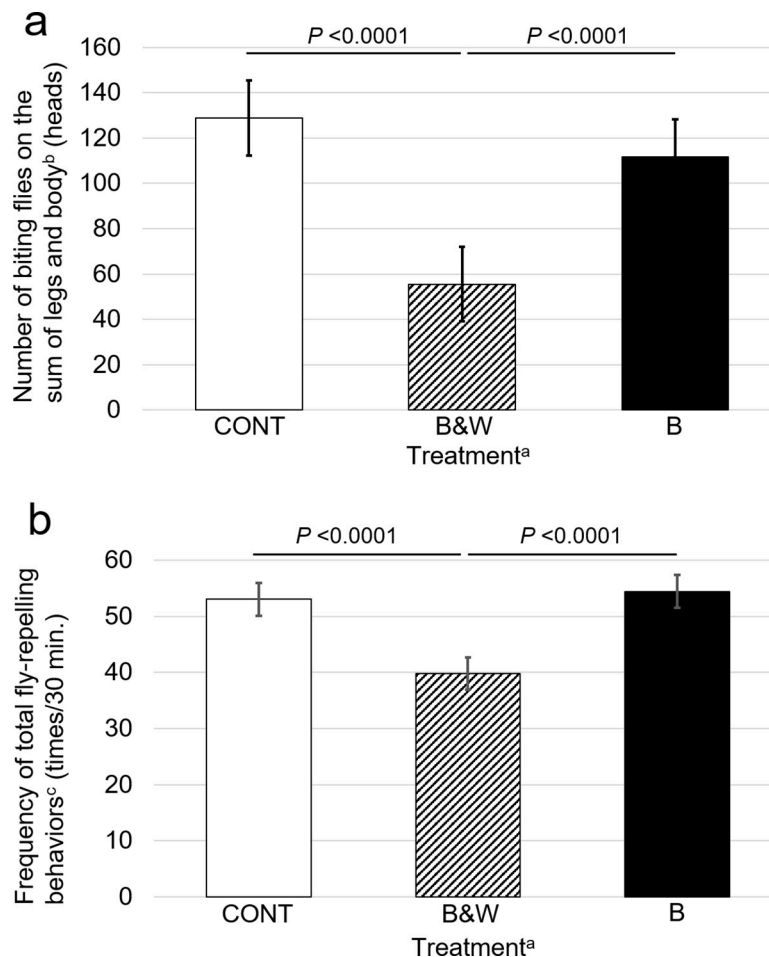 a
P <0.0001 P <0.0001
Number of biting flies on the
sum of legs and bodyᵇ (heads)
160
140
120
100
80
60
40
20
0
CONT B&W B
Treatmentᵃ
b
P <0.0001 P <0.0001
Frequency of total fly-repelling
behaviorsᶜ (times/30 min.)
60
50
40
30
20
10
0
CONT B&W B
Treatmentᵃ